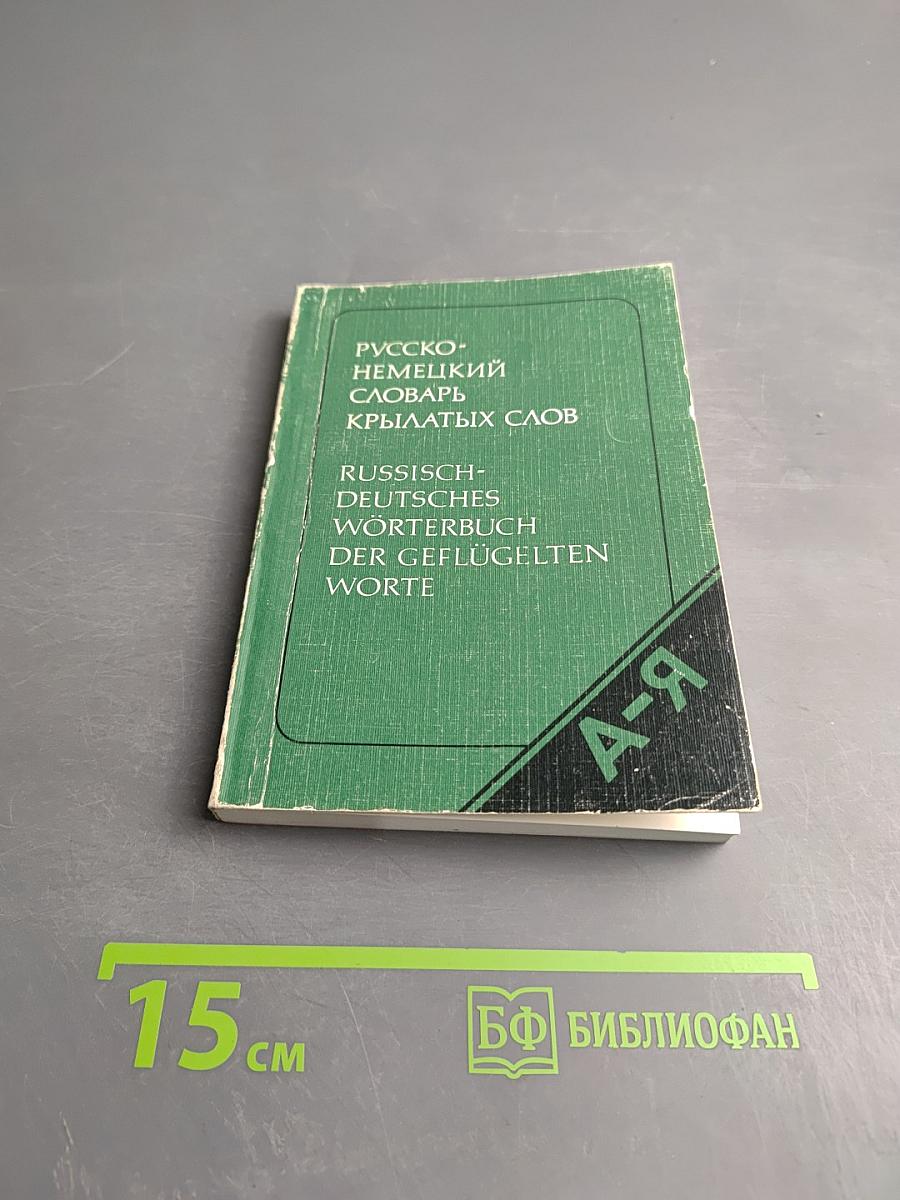 РУССКО-
НЕМЕЦКИЙ
СЛОВАРЬ
КРЫЛАТЫХ СЛОВ
RUSSISCH-
DEUTSCHES
WÖRTERBUCH
DER GEFLÜGELTEN
WORTE
А-Я
15 см
БФ БИБЛИОФАН